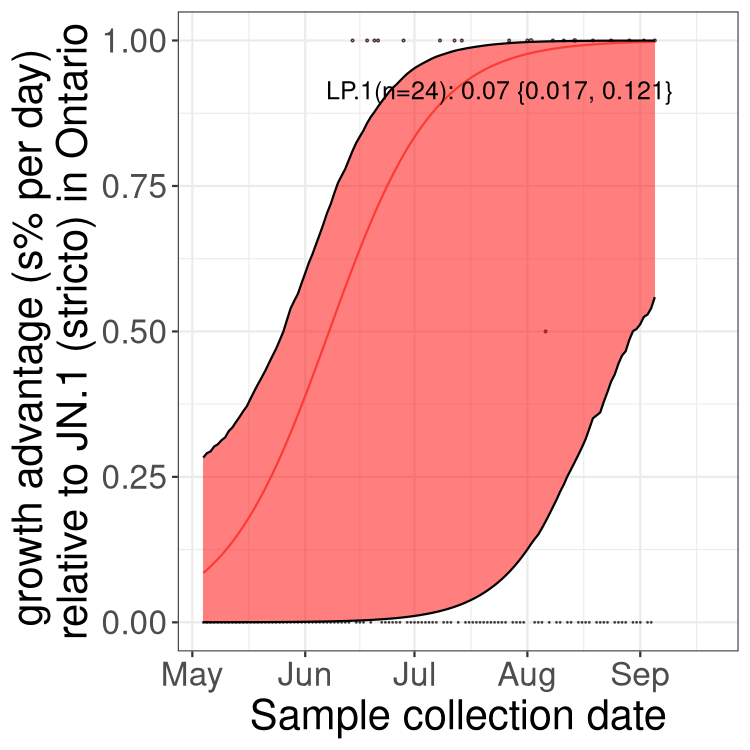 growth advantage (s% per day)
relative to JN.1 (stricto) in Ontario
1.00
0.75
0.50
0.25
0.00
LP.1(n=24): 0.07 {0.017, 0.121}
May Jun Jul Aug Sep
Sample collection date